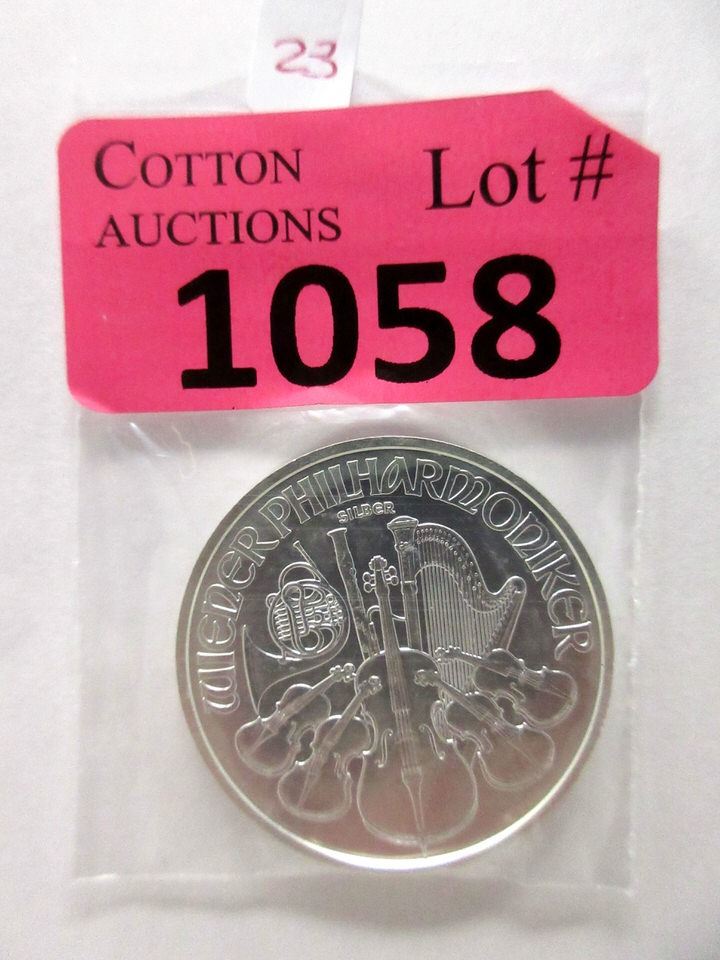 23
COTTON
AUCTIONS
Lot #
1058
WIENER PHILHARMONIKER
SILBER